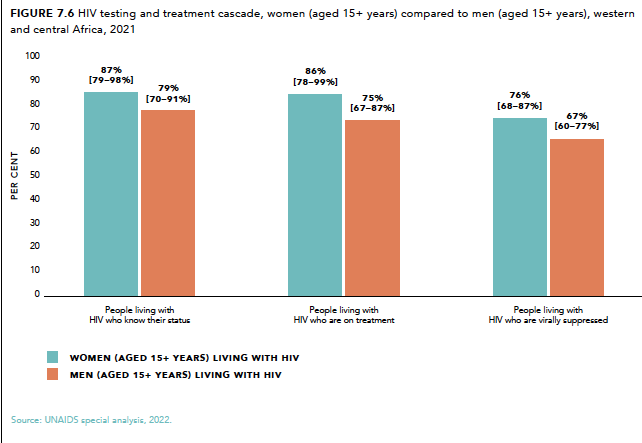 FIGURE 7.6 HIV testing and treatment cascade, women (aged 15+ years) compared to men (aged 15+ years), western
and central Africa, 2021
100
90
80
70
60
50
40
30
20
10
0
PER CENT
87%
[79–98%]
79%
[70–91%]
86%
[78–99%]
75%
[67–87%]
76%
[68–87%]
67%
[60–77%]
People living with
HIV who know their status
People living with
HIV who are on treatment
People living with
HIV who are virally suppressed
WOMEN (AGED 15+ YEARS) LIVING WITH HIV
MEN (AGED 15+ YEARS) LIVING WITH HIV
Source: UNAIDS special analysis, 2022.